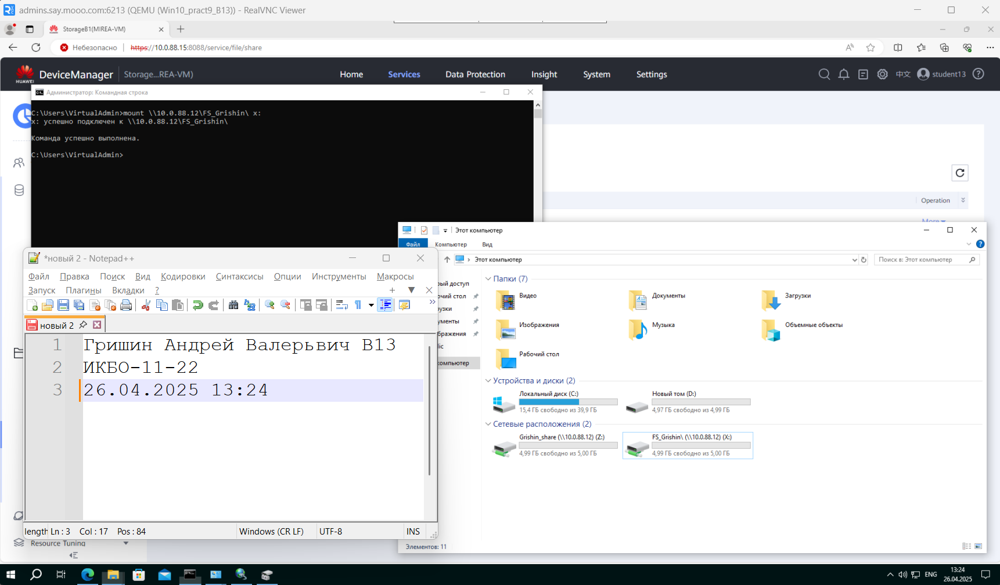 admins.say.mooo.com:6213 (QEMU (Win10_pract9_B13)) - RealVNC Viewer
StorageB1(MIREA-VM)
Небезопасно
https://10.0.88.15:8088/service/file/share
HUAWEI
DeviceManager
Storage...REA-VM)
Home
Services
Data Protection
Insight
System
Settings
中文
student13
Администратор: Командная строка
C:\Users\VirtualAdmin>mount \\10.0.88.12\FS_Grishin\ x:
x: успешно подключен к \\10.0.88.12\FS_Grishin\
Команда успешно выполнена.
C:\Users\VirtualAdmin>
Operation
More
*новый 2 - Notepad++
Файл Правка Поиск Вид Кодировки Синтаксисы Опции Инструменты Макросы
Запуск Плагины Вкладки ?
новый 2
1 Гришин Андрей Валерьвич В13
2 ИКБО-11-22
3 26.04.2025 13:24
length Ln : 3 Col : 17 Pos : 84
Windows (CR LF)
UTF-8
INS
Resource Tuning
Этот компьютер
Файл
Компьютер
Вид
Этот компьютер
Поиск в: Этот компьютер
рый доступ
очий стол
узки
ументы
бражения
lic
компьютер
Папки (7)
Видео
Документы
Загрузки
Изображения
Музыка
Объемные объекты
Рабочий стол
Устройства и диски (2)
Локальный диск (C:)
15,4 ГБ свободно из 39,9 ГБ
Новый том (D:)
4,97 ГБ свободно из 4,99 ГБ
Сетевые расположения (2)
Grishin_share (\\10.0.88.12) (Z:)
4,99 ГБ свободно из 5,00 ГБ
FS_Grishin\ (\\10.0.88.12) (X:)
4,99 ГБ свободно из 5,00 ГБ
Элементов: 11
ENG
13:24
26.04.2025